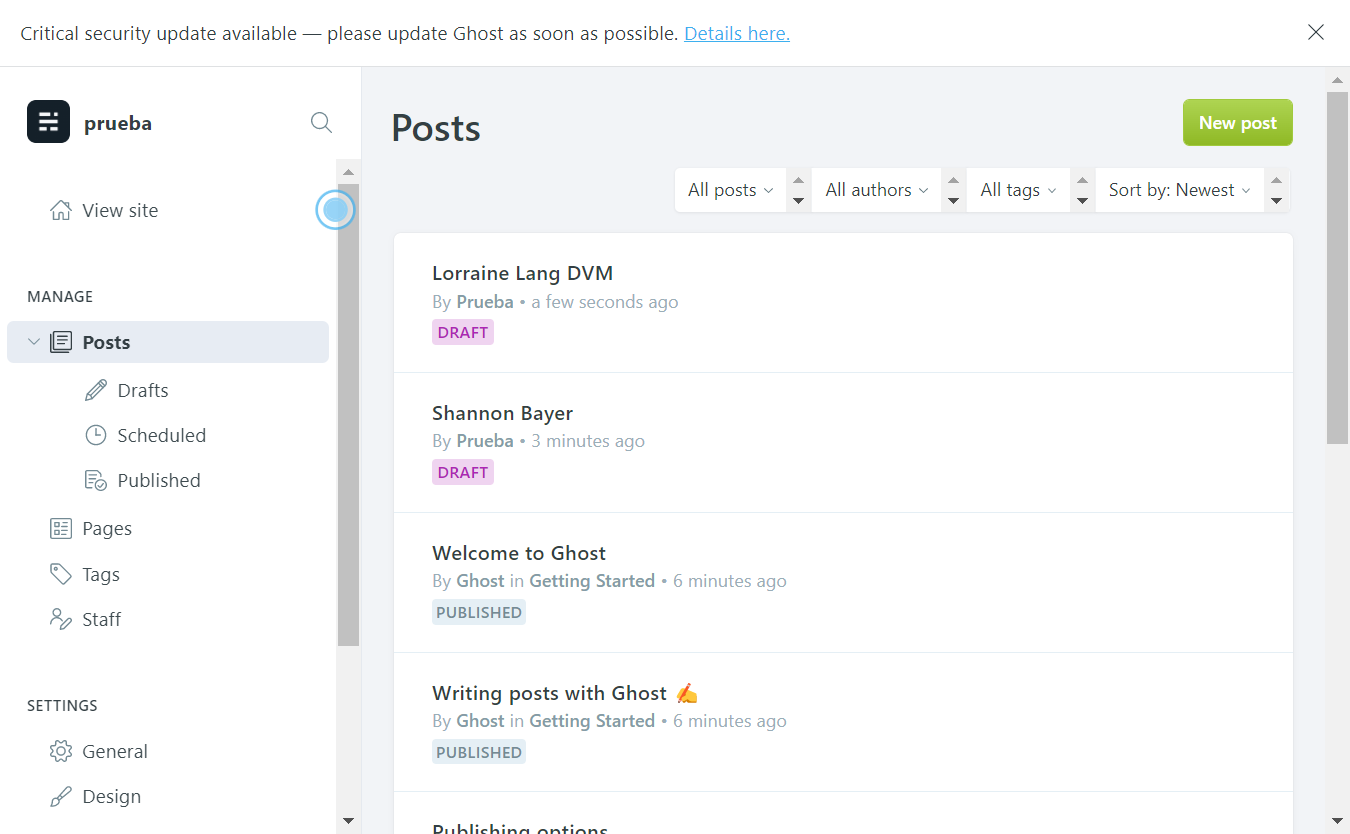 Critical security update available — please update Ghost as soon as possible. Details here.
prueba
View site
MANAGE
Posts
Drafts
Scheduled
Published
Pages
Tags
Staff
SETTINGS
General
Design
Posts
New post
All posts
All authors
All tags
Sort by: Newest
Lorraine Lang DVM
By Prueba • a few seconds ago
DRAFT
Shannon Bayer
By Prueba • 3 minutes ago
DRAFT
Welcome to Ghost
By Ghost in Getting Started • 6 minutes ago
PUBLISHED
Writing posts with Ghost ✍️
By Ghost in Getting Started • 6 minutes ago
PUBLISHED
Publishing options